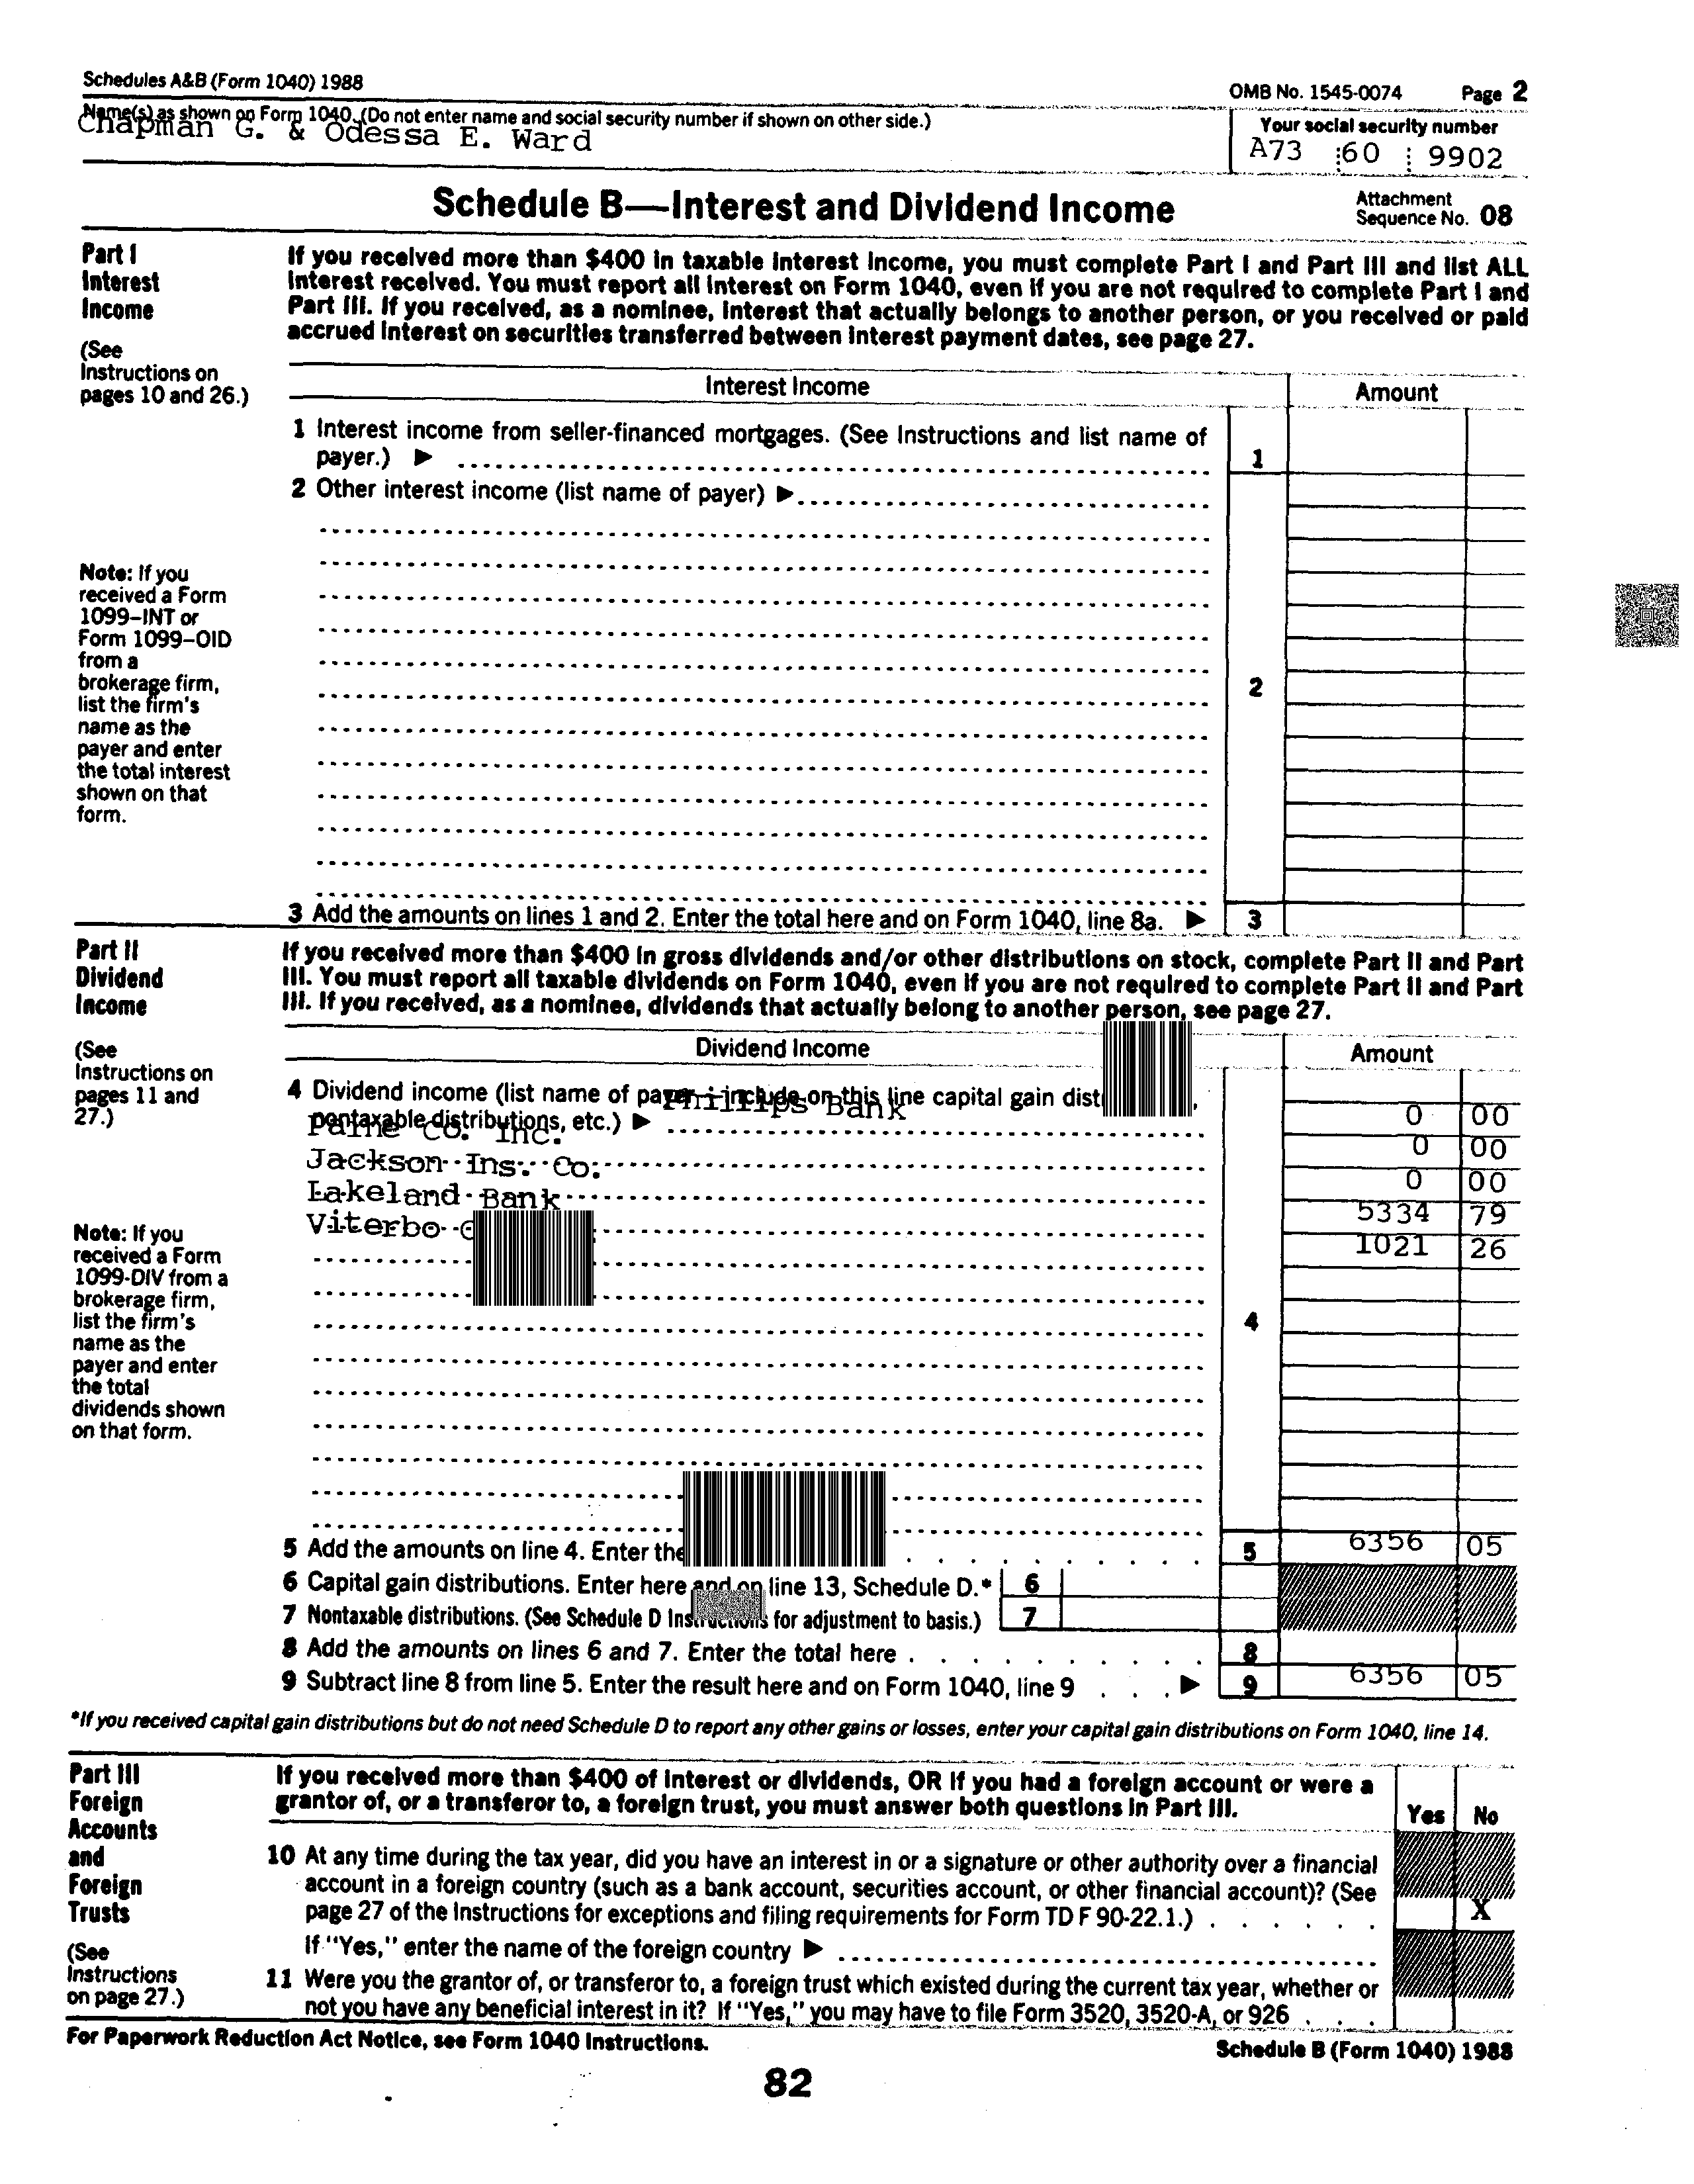 Schedules A&B (Form 1040) 1988 OMB No. 1545-0074 Page 2
Name(s) as shown on Form 1040. (Do not enter name and social security number if shown on other side.) Your social security number
Chapman G. & Odessa E. Ward A73 60 9902
Schedule B—Interest and Dividend Income Attachment Sequence No. 08
Part I
Interest
Income
(See
Instructions on
pages 10 and 26.)
If you received more than $400 in taxable interest income, you must complete Part I and Part III and list ALL
interest received. You must report all interest on Form 1040, even if you are not required to complete Part I and
Part III. If you received, as a nominee, interest that actually belongs to another person, or you received or paid
accrued interest on securities transferred between interest payment dates, see page 27.
Interest Income Amount
1 Interest income from seller-financed mortgages. (See Instructions and list name of
payer.) ▶ 1
2 Other interest income (list name of payer) ▶
Note: If you
received a Form
1099–INT or
Form 1099–OID
from a
brokerage firm,
list the firm's
name as the
payer and enter
the total interest
shown on that
form.
2
3 Add the amounts on lines 1 and 2. Enter the total here and on Form 1040, line 8a. ▶ 3
Part II
Dividend
Income
(See
Instructions on
pages 11 and
27.)
If you received more than $400 in gross dividends and/or other distributions on stock, complete Part II and Part
III. You must report all taxable dividends on Form 1040, even if you are not required to complete Part II and Part
III. If you received, as a nominee, dividends that actually belong to another person, see page 27.
Dividend Income Amount
4 Dividend income (list name of payer—include on this line capital gain
nontaxable distributions, etc.) ▶ Phillips Bank 0 00
Paine Co. Inc. 0 00
Jackson Ins. Co. 0 00
Lakeland Bank 5334 79
Viterbo 1021 26
Note: If you
received a Form
1099-DIV from a
brokerage firm,
list the firm's
name as the
payer and enter
the total
dividends shown
on that form.
4
5 Add the amounts on line 4. Enter the 5 6356 05
6 Capital gain distributions. Enter here and on line 13, Schedule D.* 6
7 Nontaxable distributions. (See Schedule D Instructions for adjustment to basis.) 7
8 Add the amounts on lines 6 and 7. Enter the total here 8
9 Subtract line 8 from line 5. Enter the result here and on Form 1040, line 9 ▶ 9 6356 05
*If you received capital gain distributions but do not need Schedule D to report any other gains or losses, enter your capital gain distributions on Form 1040, line 14.
Part III
Foreign
Accounts
and
Foreign
Trusts
(See
Instructions
on page 27.)
If you received more than $400 of interest or dividends, OR if you had a foreign account or were a
grantor of, or a transferor to, a foreign trust, you must answer both questions in Part III. Yes No
10 At any time during the tax year, did you have an interest in or a signature or other authority over a financial
account in a foreign country (such as a bank account, securities account, or other financial account)? (See
page 27 of the Instructions for exceptions and filing requirements for Form TD F 90-22.1.) X
If "Yes," enter the name of the foreign country ▶
11 Were you the grantor of, or transferor to, a foreign trust which existed during the current tax year, whether or
not you have any beneficial interest in it? If "Yes," you may have to file Form 3520, 3520-A, or 926
For Paperwork Reduction Act Notice, see Form 1040 Instructions. Schedule B (Form 1040) 1988
82